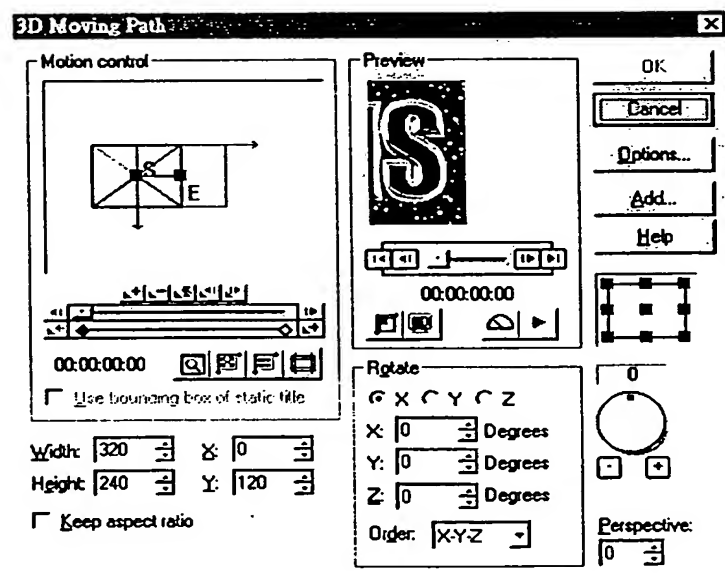 3D Moving Path
Motion control
S
E
00:00:00:00
Use bounding box of static title
Width: 320 X: 0
Height: 240 Y: 120
Keep aspect ratio
Preview
S
00:00:00:00
Rotate
X Y Z
X: 0 Degrees
Y: 0 Degrees
Z: 0 Degrees
Order: X-Y-Z
OK
Cancel
Options...
Add...
Help
0
- +
Perspective:
0